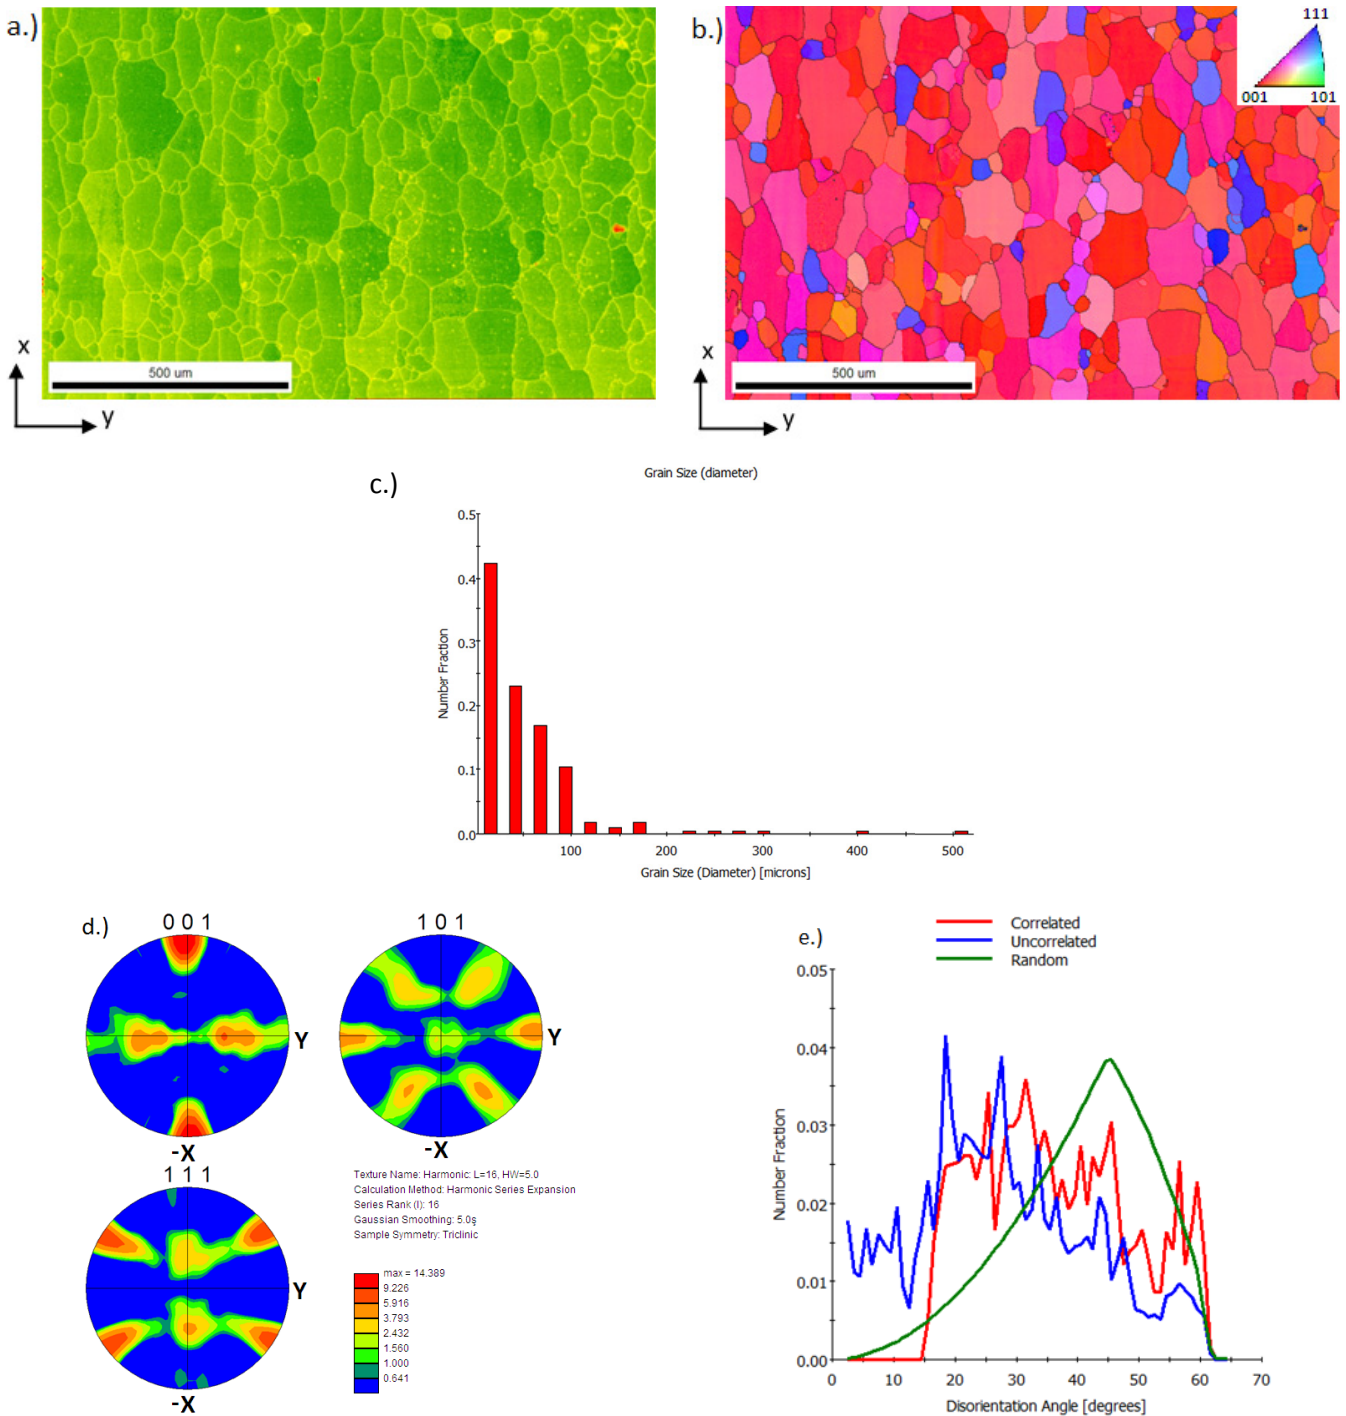 a.)
x
500 um
y
b.)
111
001 101
x
500 um
y
c.)
Grain Size (diameter)
0.5
0.4
0.3
0.2
0.1
0.0
Number Fraction
100 200 300 400 500
Grain Size (Diameter) [microns]
d.)
0 0 1
Y
-X
1 0 1
Y
-X
1 1 1
Y
-X
Texture Name: Harmonic: L=16, HW=5.0
Calculation Method: Harmonic Series Expansion
Series Rank (l): 16
Gaussian Smoothing: 5.0ş
Sample Symmetry: Triclinic
max = 14.389
9.226
5.916
3.793
2.432
1.560
1.000
0.641
e.)
Correlated
Uncorrelated
Random
0.05
0.04
0.03
0.02
0.01
0.00
Number Fraction
0 10 20 30 40 50 60 70
Disorientation Angle [degrees]